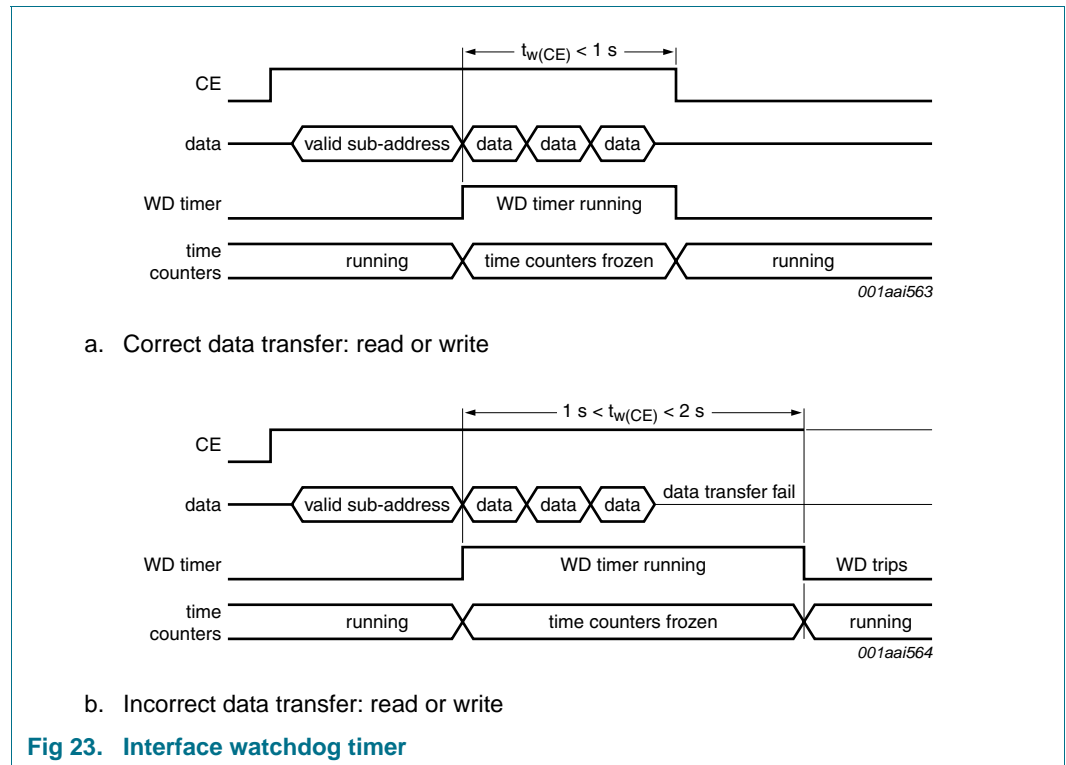 tw(CE) < 1 s
CE
data valid sub-address data data data
WD timer WD timer running
time counters running time counters frozen running
001aai563
a. Correct data transfer: read or write
1 s < tw(CE) < 2 s
CE
data valid sub-address data data data data transfer fail
WD timer WD timer running WD trips
time counters running time counters frozen running
001aai564
b. Incorrect data transfer: read or write
Fig 23. Interface watchdog timer